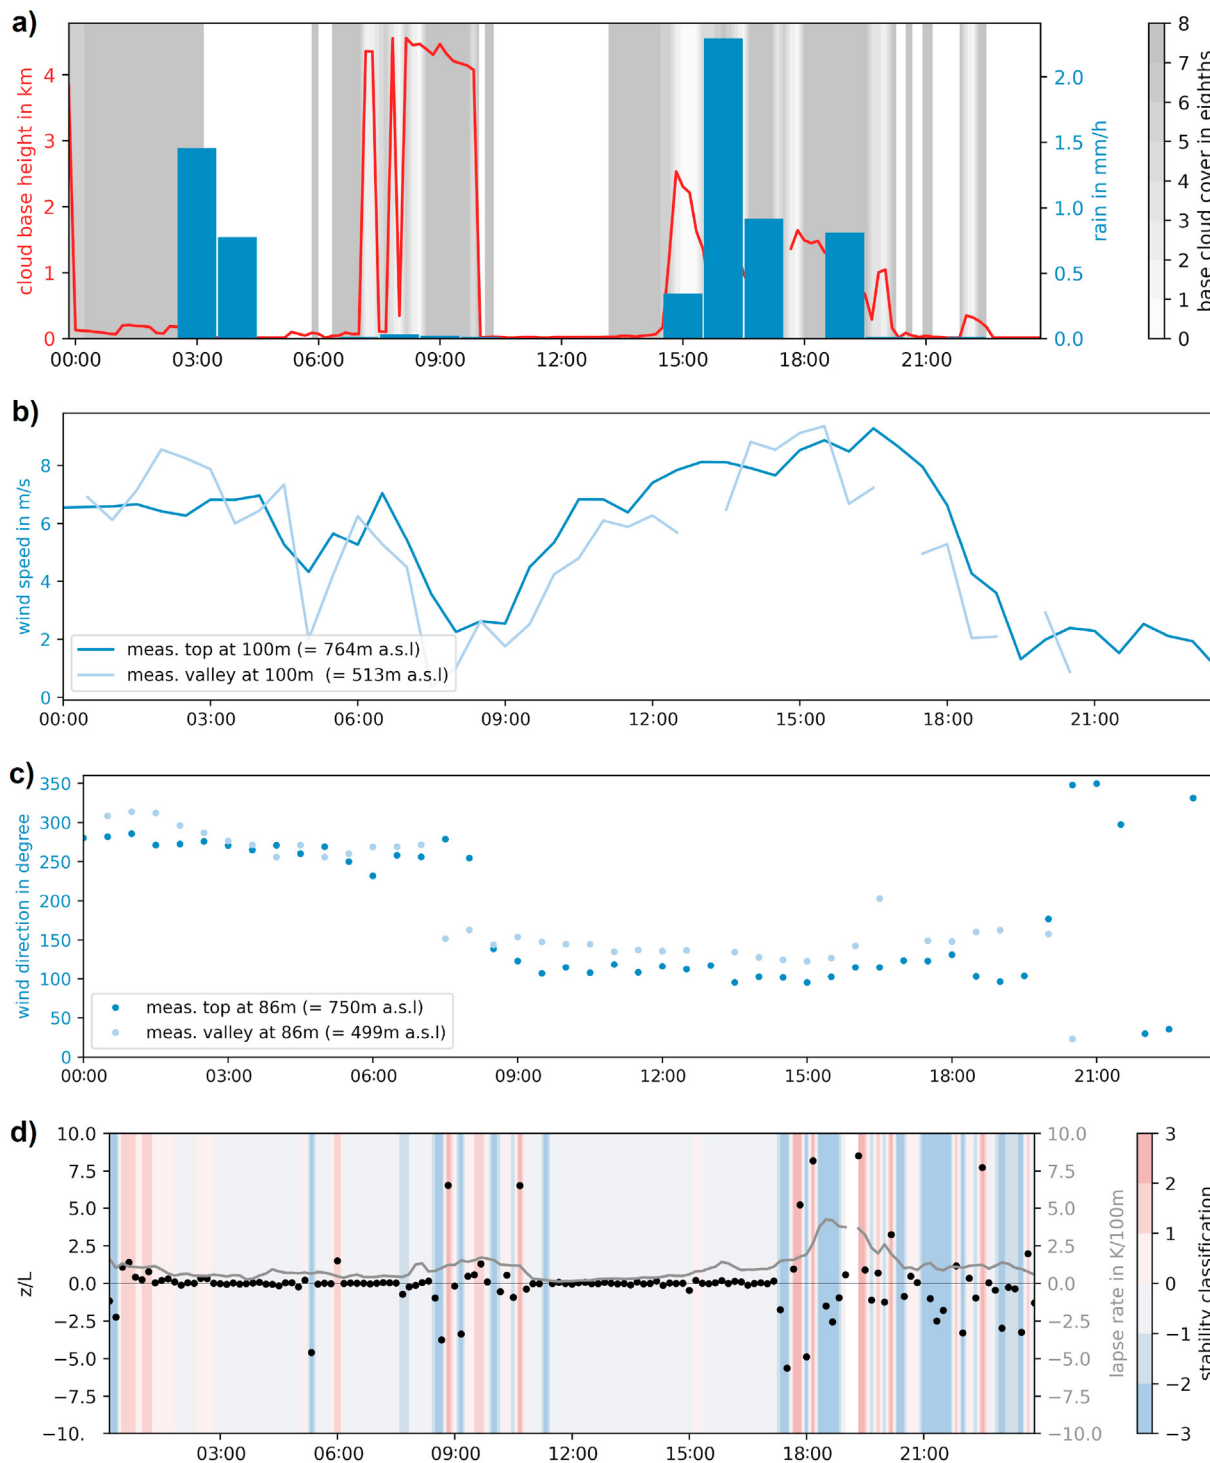 a)
cloud base height in km
4
3
2
1
0
00:00 03:00 06:00 09:00 12:00 15:00 18:00 21:00
2.0
1.5
1.0
0.5
0.0
rain in mm/h
8
7
6
5
4
3
2
1
0
base cloud cover in eighths
b)
wind speed in m/s
8
6
4
2
0
meas. top at 100m (= 764m a.s.l)
meas. valley at 100m (= 513m a.s.l)
00:00 03:00 06:00 09:00 12:00 15:00 18:00 21:00
c)
wind direction in degree
350
300
250
200
150
100
50
0
meas. top at 86m (= 750m a.s.l)
meas. valley at 86m (= 499m a.s.l)
00:00 03:00 06:00 09:00 12:00 15:00 18:00 21:00
d)
z/L
10.0
7.5
5.0
2.5
0.0
−2.5
−5.0
−7.5
−10.
03:00 06:00 09:00 12:00 15:00 18:00 21:00
10.0
7.5
5.0
2.5
0.0
−2.5
−5.0
−7.5
−10.0
lapse rate in K/100m
3
2
1
0
−1
−2
−3
stability classification